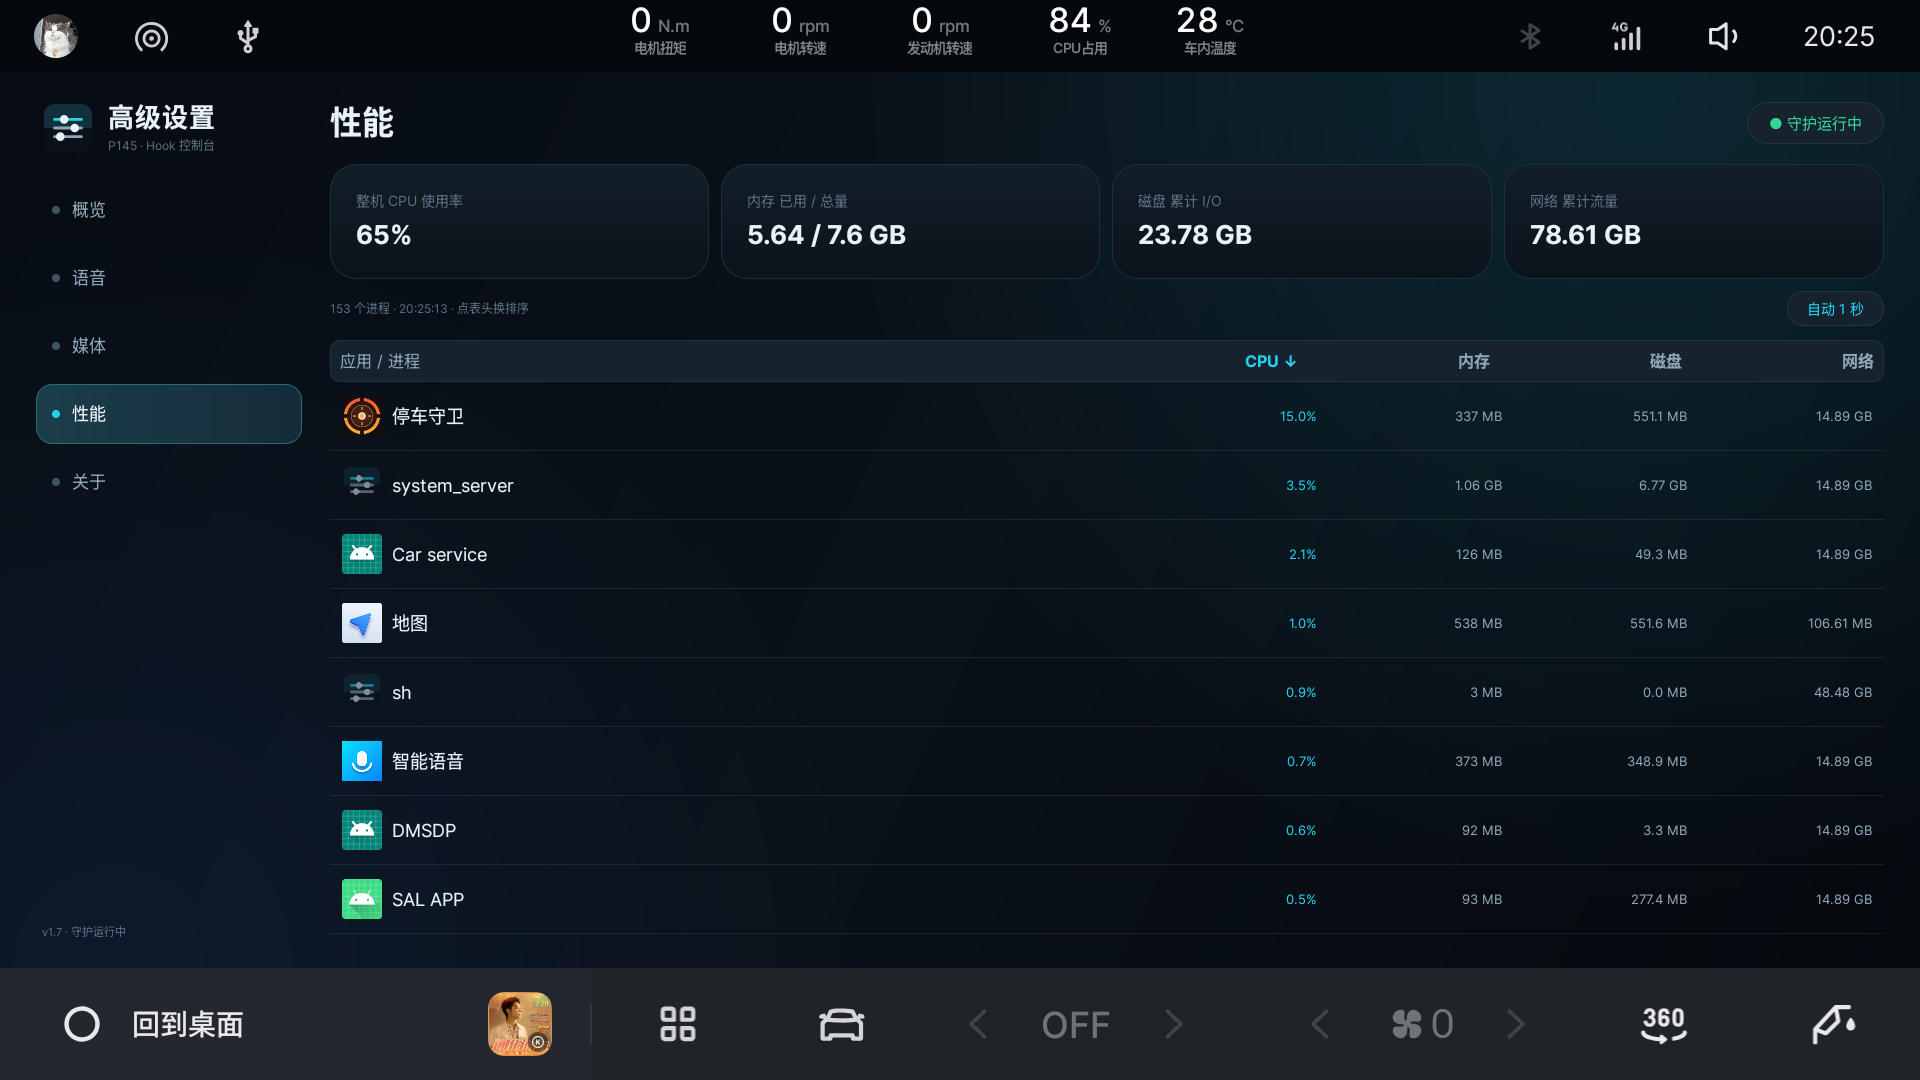 0 N.m
电机扭矩
0 rpm
电机转速
0 rpm
发动机转速
84 %
CPU占用
28 °C
车内温度
4G
20:25
高级设置
P145 · Hook 控制台
概览
语音
媒体
性能
关于
v1.7 · 守护运行中
性能
守护运行中
整机 CPU 使用率
65%
内存 已用 / 总量
5.64 / 7.6 GB
磁盘 累计 I/O
23.78 GB
网络 累计流量
78.61 GB
153 个进程 · 20:25:13 · 点表头换排序
自动 1 秒
应用 / 进程 CPU ↓ 内存 磁盘 网络
停车守卫 15.0% 337 MB 551.1 MB 14.89 GB
system_server 3.5% 1.06 GB 6.77 GB 14.89 GB
Car service 2.1% 126 MB 49.3 MB 14.89 GB
地图 1.0% 538 MB 551.6 MB 106.61 MB
sh 0.9% 3 MB 0.0 MB 48.48 GB
智能语音 0.7% 373 MB 348.9 MB 14.89 GB
DMSDP 0.6% 92 MB 3.3 MB 14.89 GB
SAL APP 0.5% 93 MB 277.4 MB 14.89 GB
回到桌面
OFF
0
360